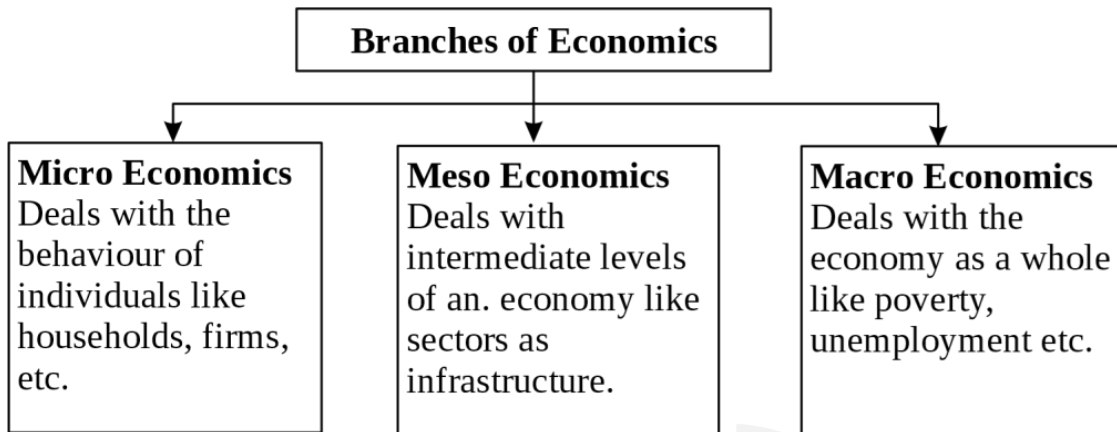 Branches of Economics
Micro Economics
Deals with the
behaviour of
individuals like
households, firms,
etc.
Meso Economics
Deals with
intermediate levels
of an. economy like
sectors as
infrastructure.
Macro Economics
Deals with the
economy as a whole
like poverty,
unemployment etc.